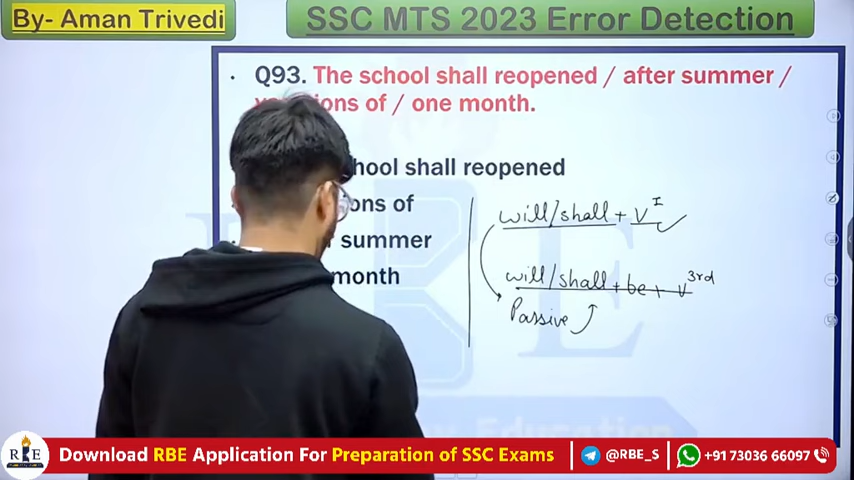 By- Aman Trivedi
SSC MTS 2023 Error Detection
Q93. The school shall reopened / after summer /
of / one month.
shall reopened
of
summer
month
will/shall + V I
will/shall + be + V 3rd
Passive
R E
Download RBE Application For Preparation of SSC Exams
@RBE_S
+91 73036 66097